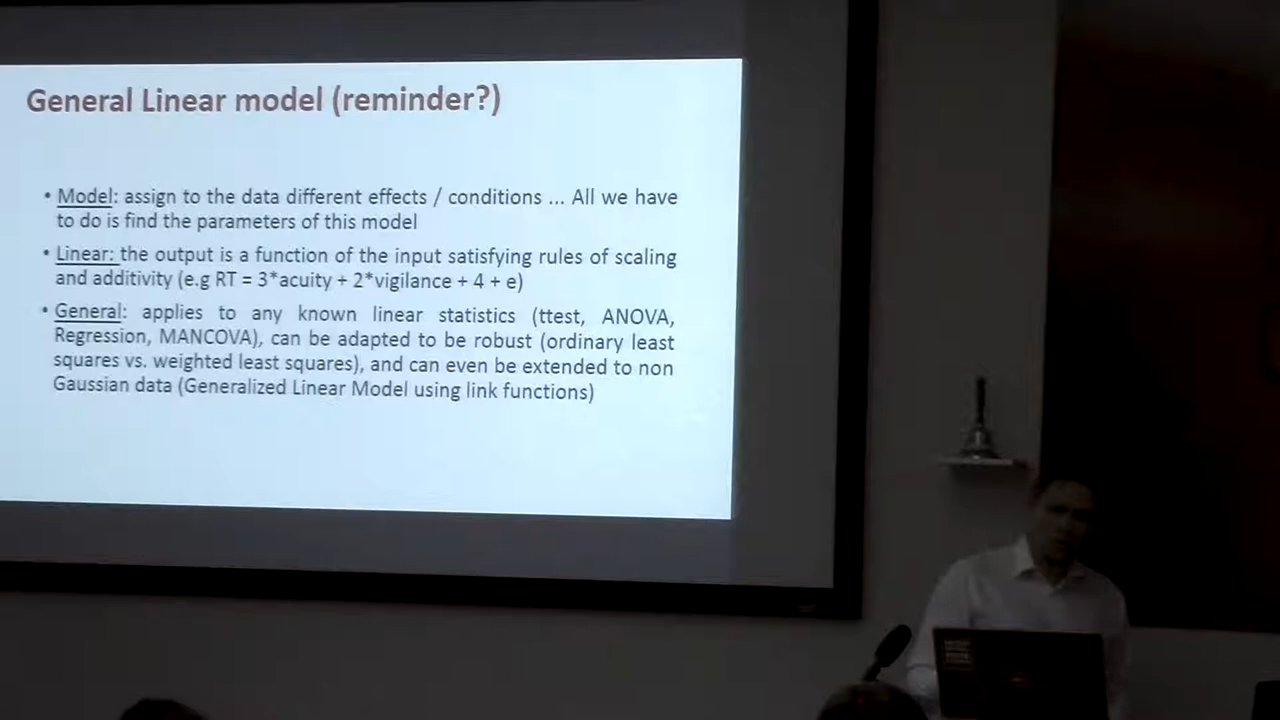 General Linear model (reminder?)
• Model: assign to the data different effects / conditions ... All we have
to do is find the parameters of this model
• Linear: the output is a function of the input satisfying rules of scaling
and additivity (e.g RT = 3*acuity + 2*vigilance + 4 + e)
• General: applies to any known linear statistics (ttest, ANOVA,
Regression, MANCOVA), can be adapted to be robust (ordinary least
squares vs. weighted least squares), and can even be extended to non
Gaussian data (Generalized Linear Model using link functions)